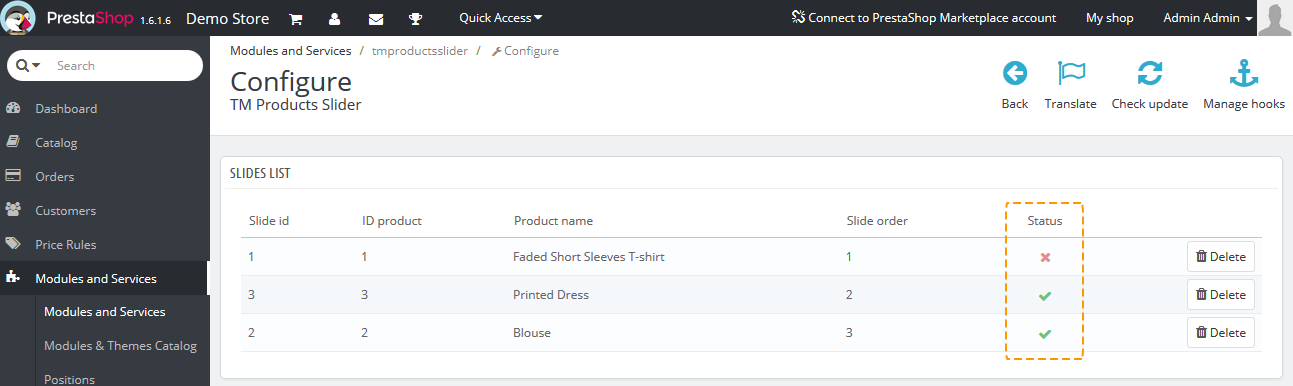 PrestaShop 1.6.1.6 Demo Store Quick Access Connect to PrestaShop Marketplace account My shop Admin Admin
Search
Dashboard
Catalog
Orders
Customers
Price Rules
Modules and Services
Modules and Services
Modules & Themes Catalog
Positions
Modules and Services / tmproductsslider / Configure
Configure
TM Products Slider
Back Translate Check update Manage hooks
SLIDES LIST
Slide id ID product Product name Slide order Status
1 1 Faded Short Sleeves T-shirt 1 Delete
3 3 Printed Dress 2 Delete
2 2 Blouse 3 Delete